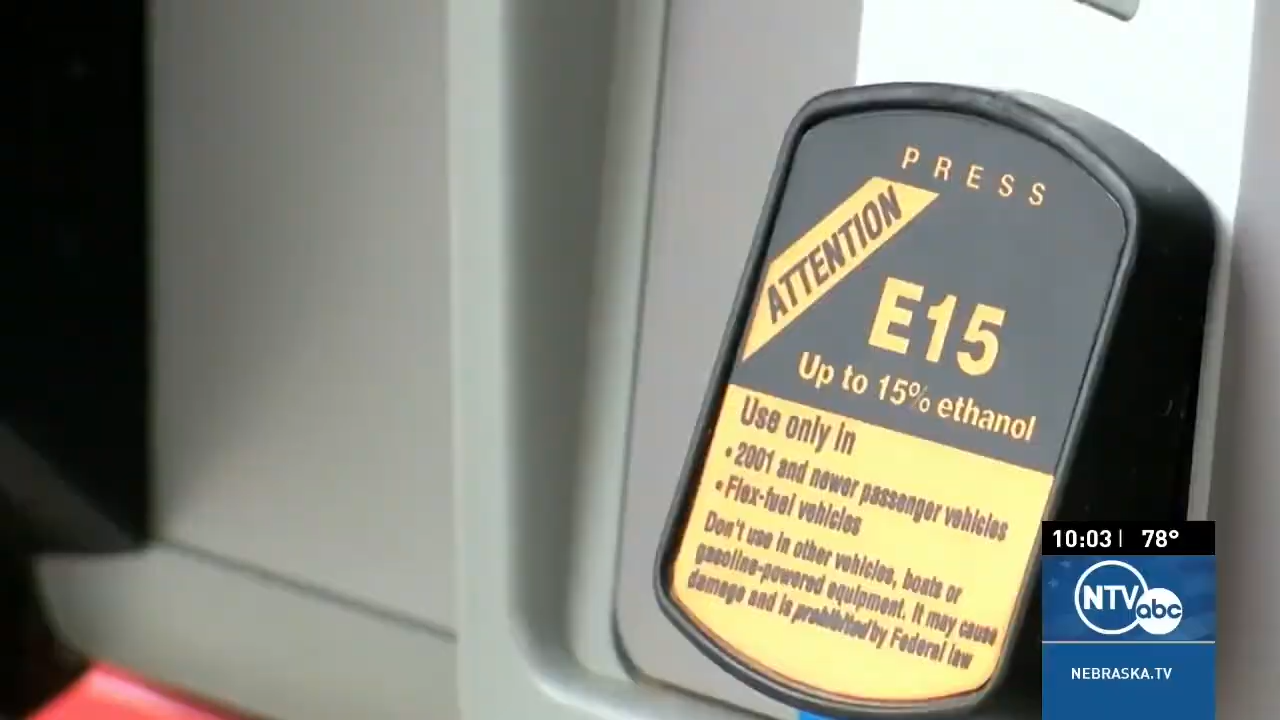 PRESS
ATTENTION
E15
Up to 15% ethanol
Use only in
• 2001 and newer passenger vehicles
• Flex-fuel vehicles
Don't use in other vehicles, boats or
gasoline-powered equipment. It may cause
damage and is prohibited by Federal law
10:03 | 78°
NTV abc
NEBRASKA.TV